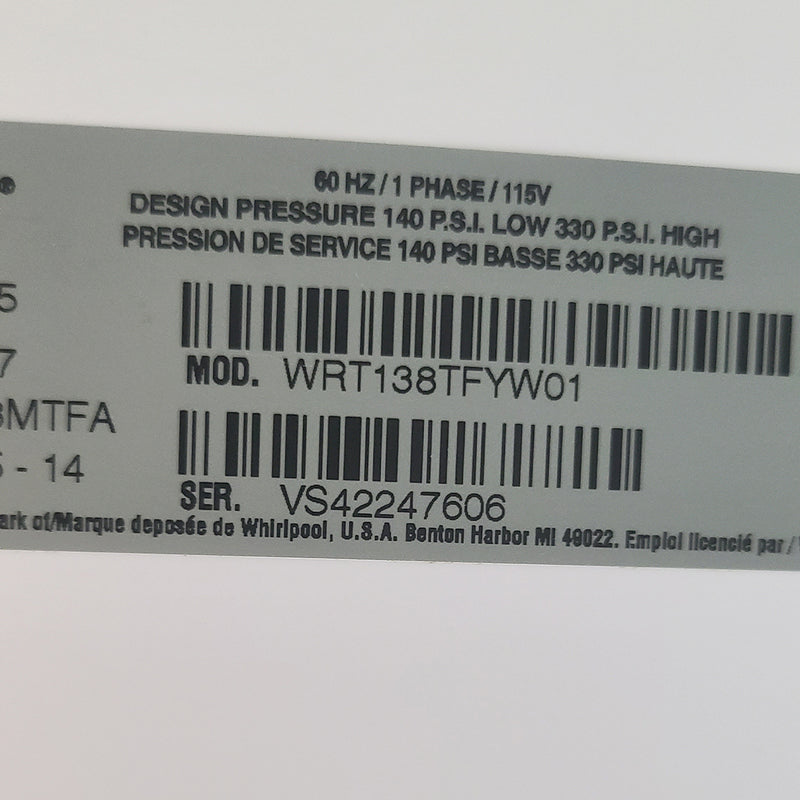 ®
60 HZ / 1 PHASE / 115V
DESIGN PRESSURE 140 P.S.I. LOW 330 P.S.I. HIGH
PRESSION DE SERVICE 140 PSI BASSE 330 PSI HAUTE
5
7
MOD. WRT138TFYW01
MTFA
- 14
SER. VS42247606
of/Marque deposée de Whirlpool, U.S.A. Benton Harbor MI 49022. Emploi licencié par /